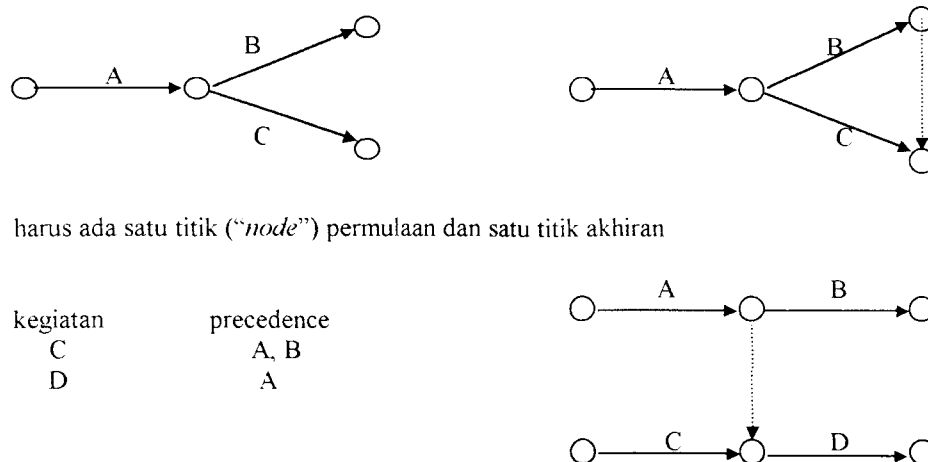 B
A
C
B
A
C
harus ada satu titik (“node”) permulaan dan satu titik akhiran
A B
kegiatan precedence
C A, B
D A
C D